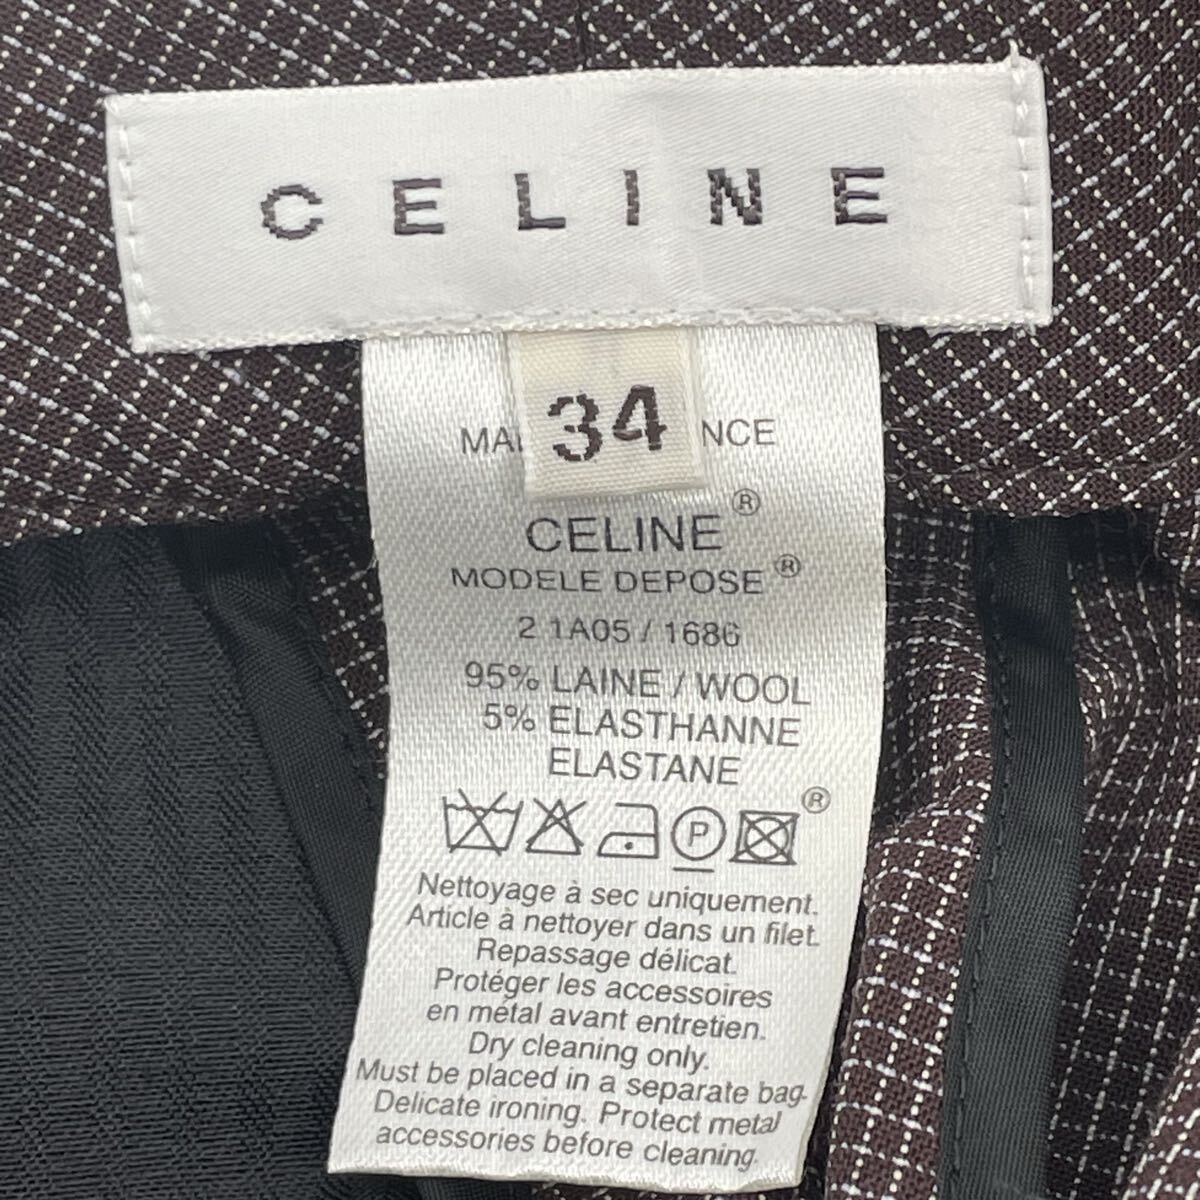 CELINE
34
MA NCE
CELINE®
MODELE DEPOSE®
2 1A05 / 1686
95% LAINE / WOOL
5% ELASTHANNE
ELASTANE
P ®
Nettoyage à sec uniquement.
Article à nettoyer dans un filet.
Repassage délicat.
Protéger les accessoires
en métal avant entretien.
Dry cleaning only.
Must be placed in a separate bag.
Delicate ironing. Protect metal
accessories before cleaning.